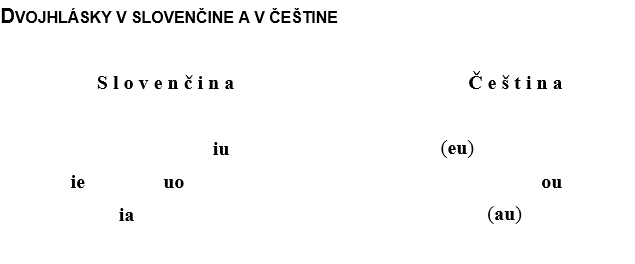 DVOJHLÁSKY V SLOVENČINE A V ČEŠTINE
Slovenčina Čeština
iu (eu)
ie uo ou
ia (au)